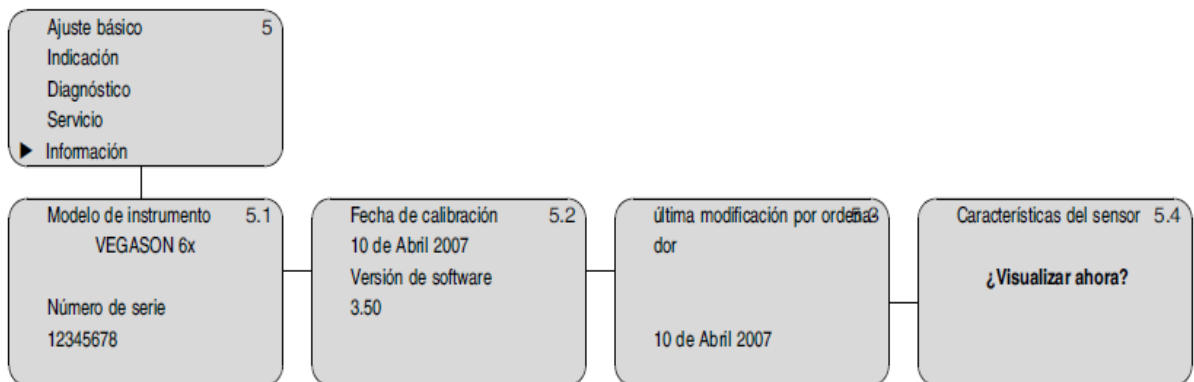 Ajuste básico 5
Indicación
Diagnóstico
Servicio
▶ Información
Modelo de instrumento 5.1
VEGASON 6x
Número de serie
12345678
Fecha de calibración 5.2
10 de Abril 2007
Versión de software
3.50
última modificación por ordena 5.3
dor
10 de Abril 2007
Características del sensor 5.4
¿Visualizar ahora?